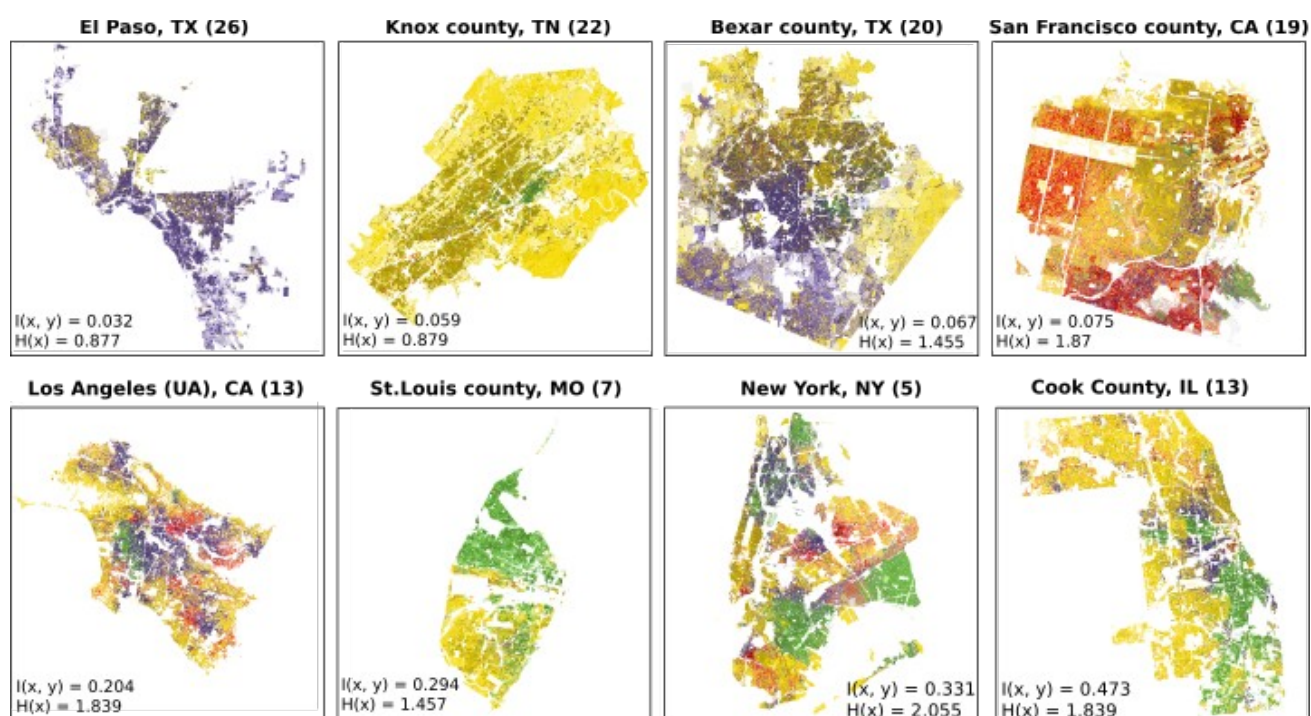 El Paso, TX (26)
Knox county, TN (22)
Bexar county, TX (20)
San Francisco county, CA (19)
I(x, y) = 0.032
H(x) = 0.877
I(x, y) = 0.059
H(x) = 0.879
I(x, y) = 0.067
H(x) = 1.455
I(x, y) = 0.075
H(x) = 1.87
Los Angeles (UA), CA (13)
St.Louis county, MO (7)
New York, NY (5)
Cook County, IL (13)
I(x, y) = 0.204
H(x) = 1.839
I(x, y) = 0.294
H(x) = 1.457
I(x, y) = 0.331
H(x) = 2.055
I(x, y) = 0.473
H(x) = 1.839